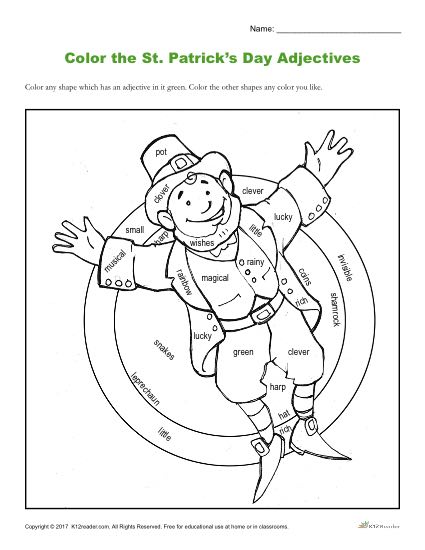 Name: ____________________________
Color the St. Patrick's Day Adjectives
Color any shape which has an adjective in it green. Color the other shapes any color you like.
pot
clover
clever
lucky
small
harp
little
wishes
musical
rainy
invisible
rainbow
magical
coins
rich
shamrock
lucky
snakes
green
clever
leprechaun
harp
hat
little
rich
Copyright © 2017 K12reader.com. All Rights Reserved. Free for educational use at home or in classrooms.
K12READER